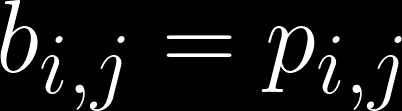 b_{i,j} = p_{i,j}